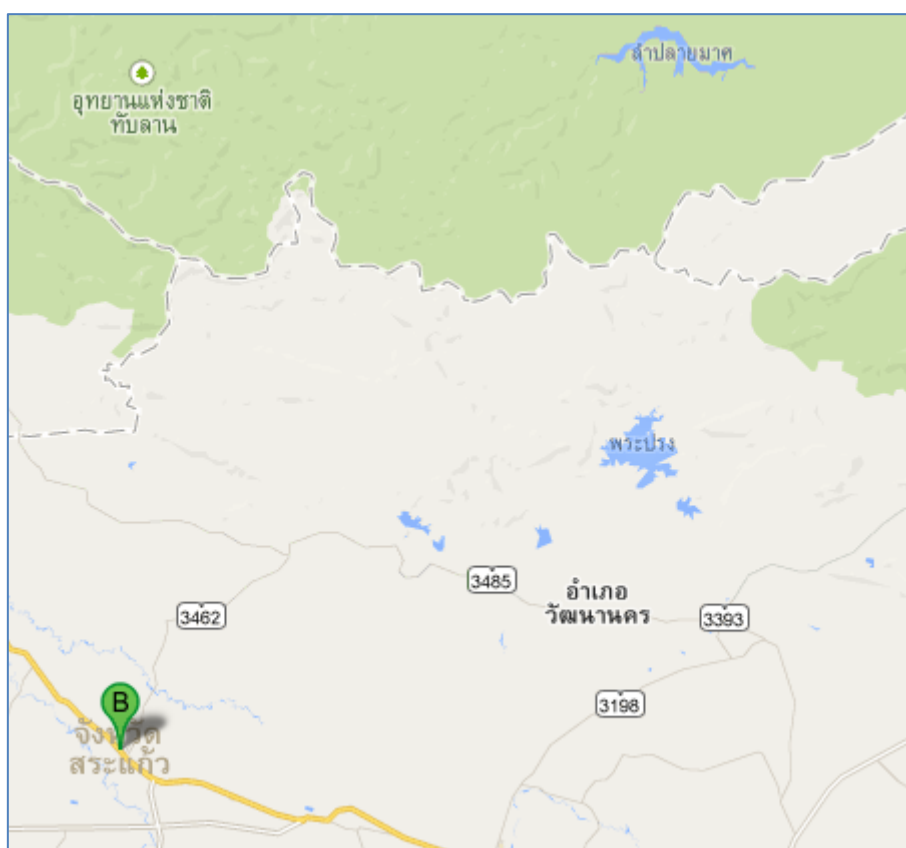 ลำปลายมาศ
อุทยานแห่งชาติ
ทับลาน
พระปรง
3485
อำเภอ
วัฒนานคร
3462
3393
3198
B
จังหวัด
สระแก้ว